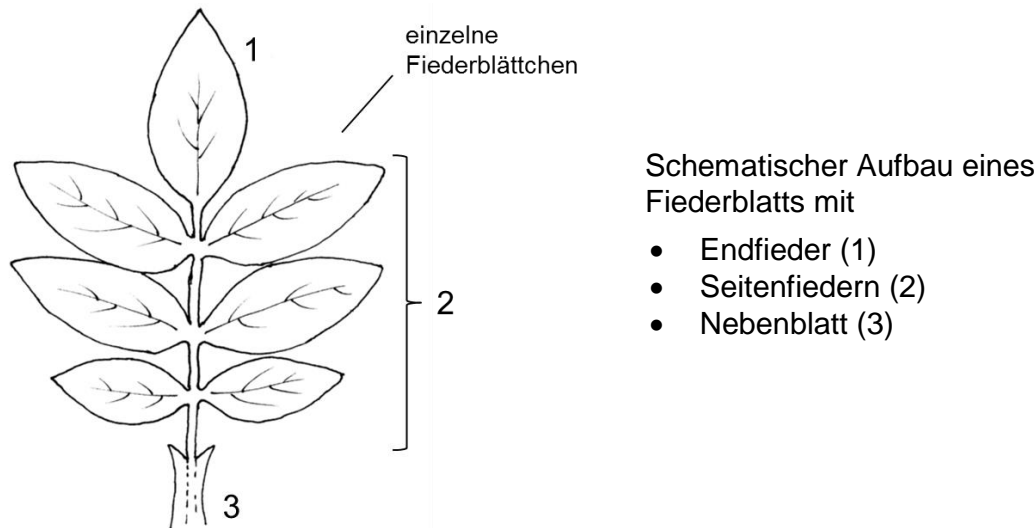 1
einzelne
Fiederblättchen
2
3
Schematischer Aufbau eines
Fiederblatts mit
• Endfieder (1)
• Seitenfiedern (2)
• Nebenblatt (3)